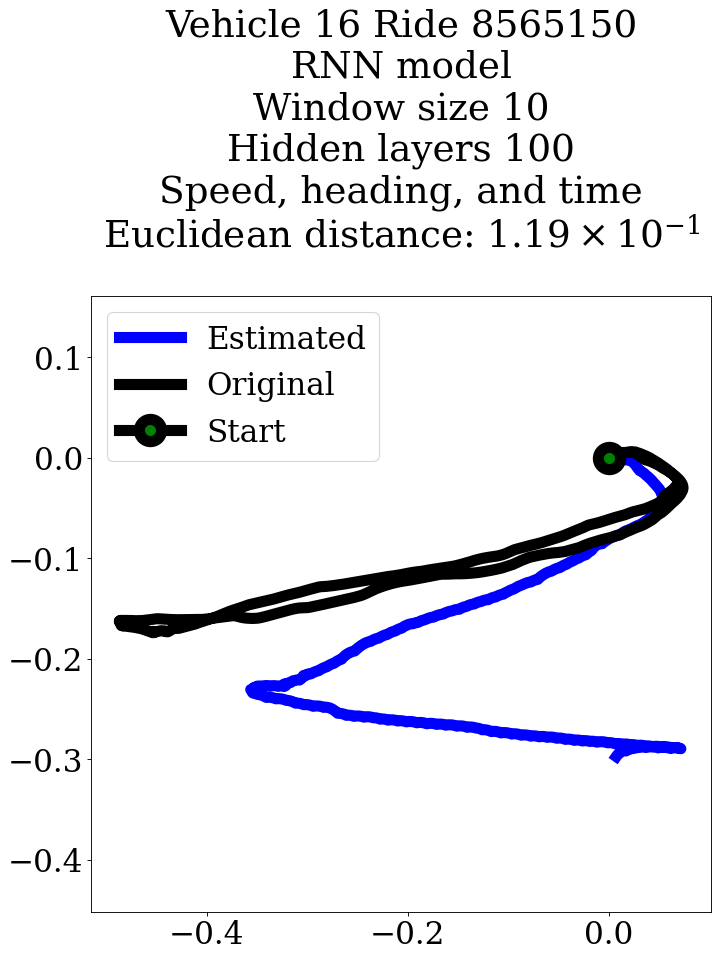 Vehicle 16 Ride 8565150
RNN model
Window size 10
Hidden layers 100
Speed, heading, and time
Euclidean distance: 1.19 × 10⁻¹
Estimated
Original
Start
0.1
0.0
−0.1
−0.2
−0.3
−0.4
−0.4 −0.2 0.0